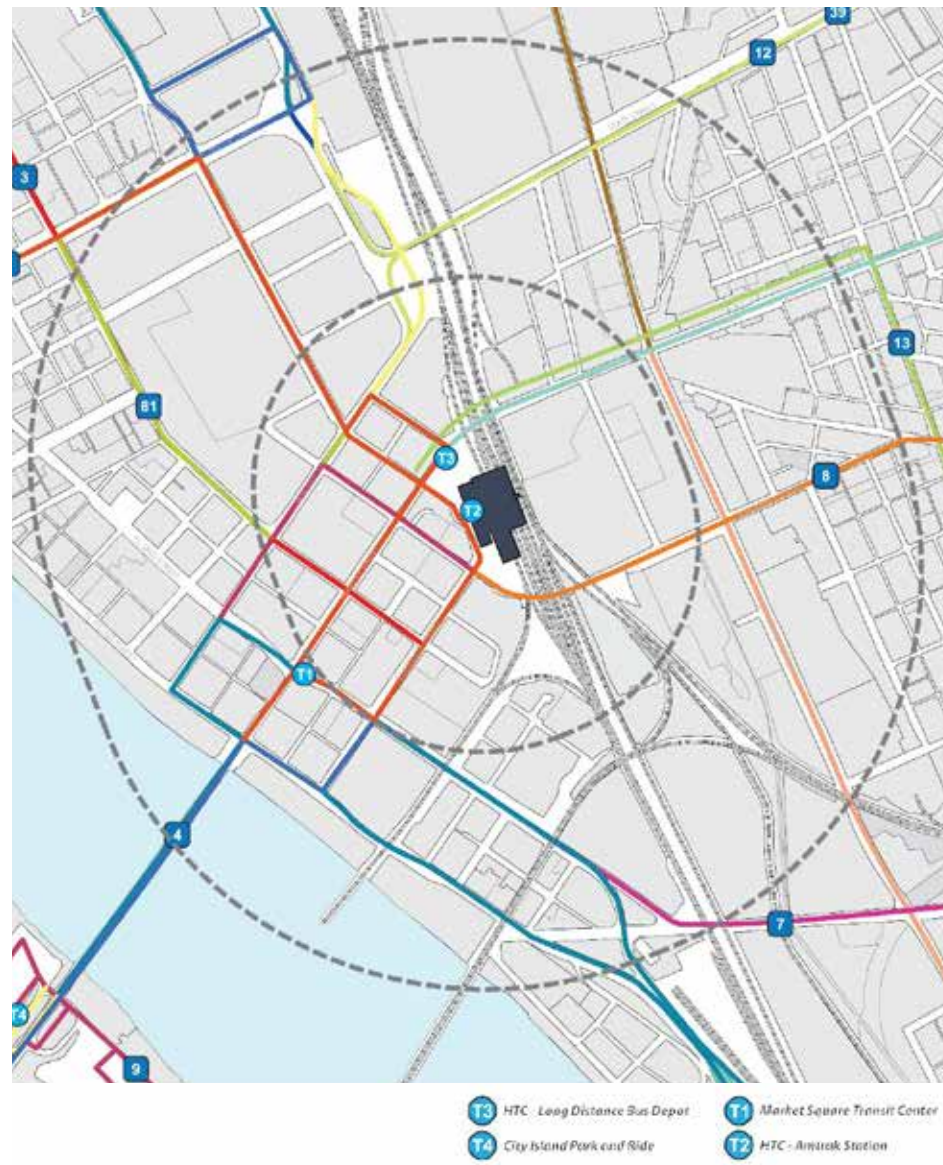 39
12
3
13
81
T3
8
T2
T1
4
7
T4
9
T3 HTC - Long Distance Bus Depot
T1 Market Square Transit Center
T4 City Island Park and Ride
T2 HTC - Amtrak Station